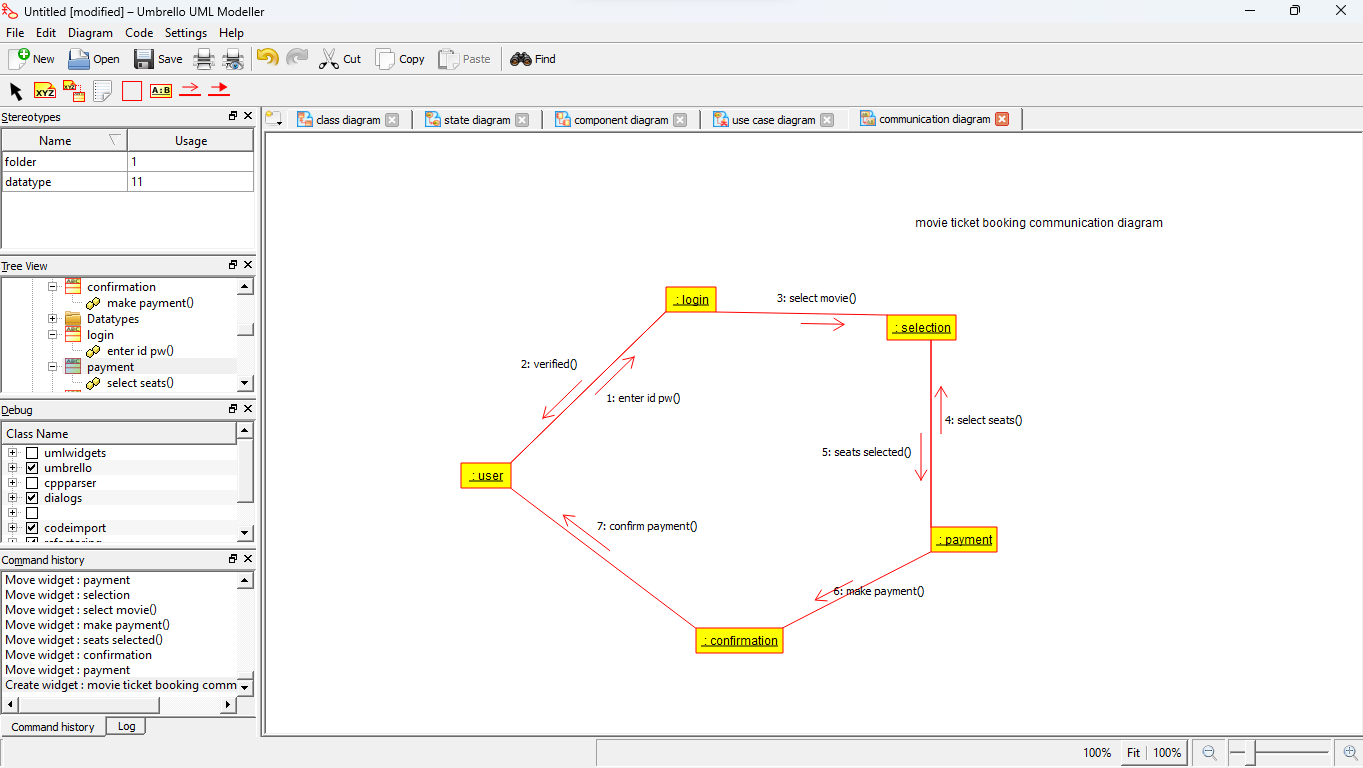 Untitled [modified] – Umbrello UML Modeller
File Edit Diagram Code Settings Help
New Open Save Cut Copy Paste Find
XYZ XYZ A:B
Stereotypes
class diagram state diagram component diagram use case diagram communication diagram
Name Usage
folder 1
datatype 11
movie ticket booking communication diagram
Tree View
confirmation
make payment()
Datatypes
login
enter id pw()
payment
select seats()
: login
3: select movie()
: selection
2: verified()
1: enter id pw()
4: select seats()
5: seats selected()
: user
7: confirm payment()
: payment
6: make payment()
: confirmation
Debug
Class Name
umlwidgets
umbrello
cppparser
dialogs
codeimport
Command history
Move widget : payment
Move widget : selection
Move widget : select movie()
Move widget : make payment()
Move widget : seats selected()
Move widget : confirmation
Move widget : payment
Create widget : movie ticket booking comm
Command history Log
100% Fit 100%